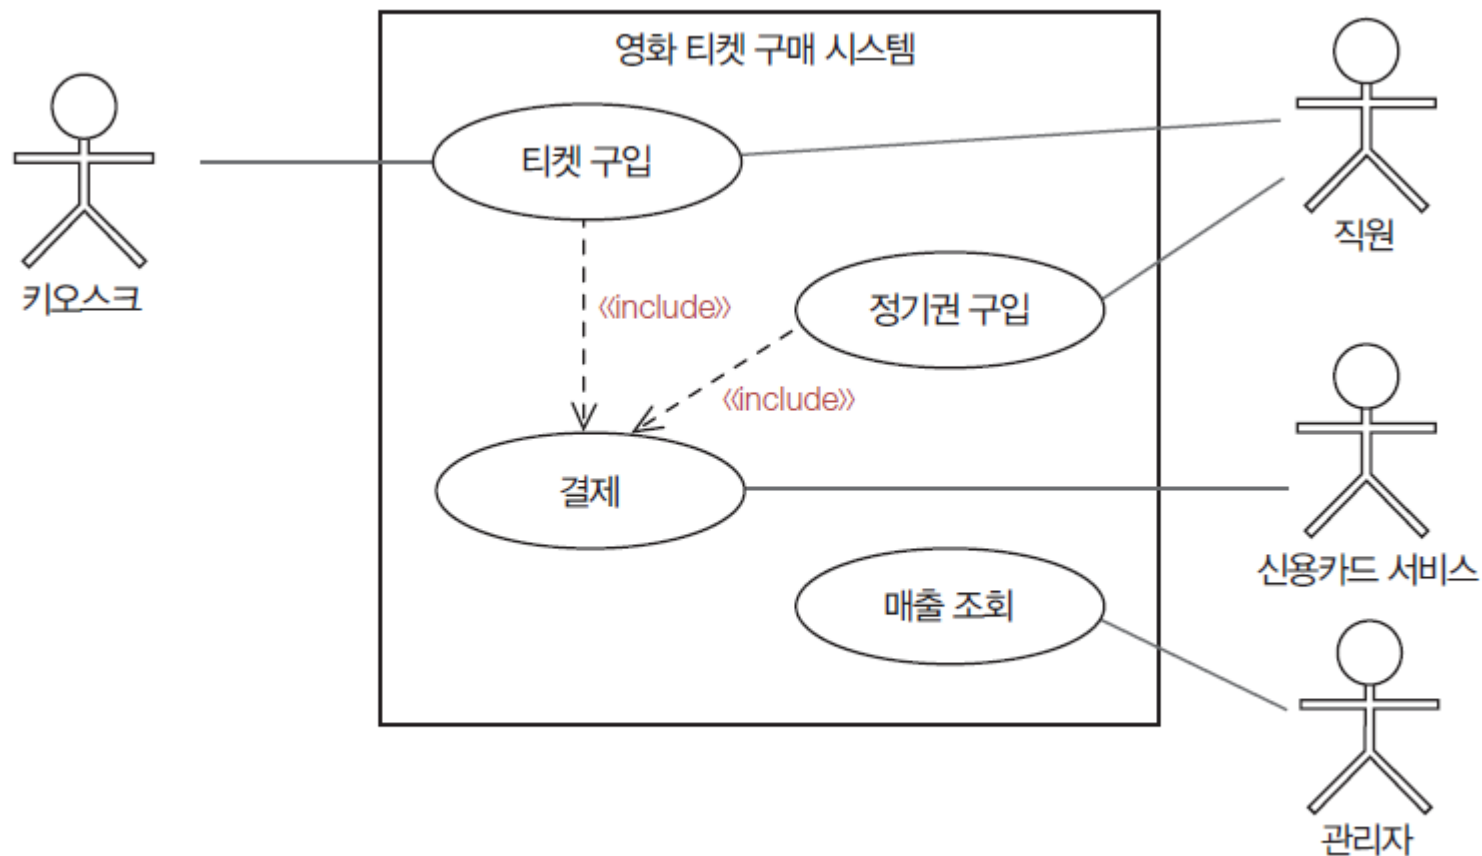 영화 티켓 구매 시스템
티켓 구입
직원
키오스크
《include》
정기권 구입
《include》
결제
신용카드 서비스
매출 조회
관리자